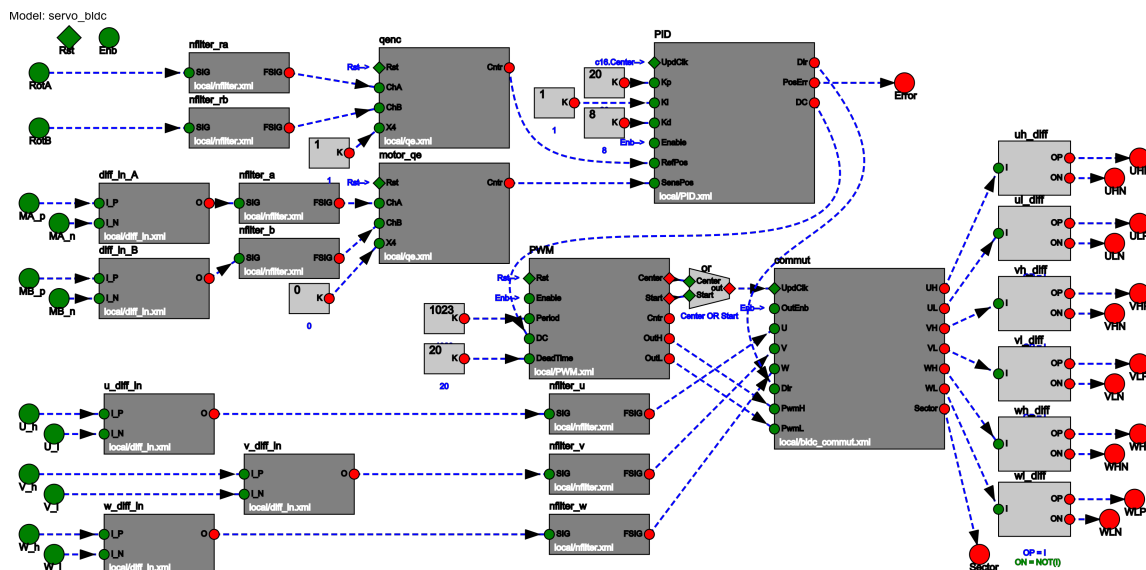 Model: servo_bldc
Rst
Enb
RotA
RotB
nfilter_ra
SIG
FSIG
local/nfilter.xml
nfilter_rb
SIG
FSIG
local/nfilter.xml
1
K
1
qenc
Rst->
Rst
ChA
ChB
X4
Cntr
local/qe.xml
motor_qe
Rst->
Rst
ChA
ChB
X4
Cntr
local/qe.xml
MA_p
MA_n
MB_p
MB_n
diff_in_A
I_P
I_N
O
local/diff_in.xml
diff_in_B
I_P
I_N
O
local/diff_in.xml
nfilter_a
SIG
FSIG
local/nfilter.xml
nfilter_b
SIG
FSIG
local/nfilter.xml
0
K
0
PID
c16.Center->
UpdClk
Kp
Ki
Kd
Enb->
Enable
RefPos
SensPos
Dir
PosErr
DC
local/PID.xml
20
K
1
K
1
8
K
8
Error
PWM
Rst->
Rst
Enb->
Enable
Period
DC
DeadTime
Center
Start
Cntr
OutH
OutL
local/PWM.xml
1023
K
20
K
20
or
Center
Start
out
Center OR Start
commut
UpdClk
Enb->
OutEnb
U
V
W
Dir
PwmH
PwmL
UH
UL
VH
VL
WH
WL
Sector
local/bldc_commut.xml
U_h
U_l
u_diff_in
I_P
I_N
O
local/diff_in.xml
V_h
V_l
v_diff_in
I_P
I_N
O
local/diff_in.xml
W_h
W_l
w_diff_in
I_P
I_N
O
local/diff_in.xml
nfilter_u
SIG
FSIG
local/nfilter.xml
nfilter_v
SIG
FSIG
local/nfilter.xml
nfilter_w
SIG
FSIG
local/nfilter.xml
uh_diff
I
OP
ON
UHN
ul_diff
I
OP
ON
ULN
vh_diff
I
OP
ON
VHN
vl_diff
I
OP
ON
VLN
wh_diff
I
OP
ON
WHN
wl_diff
I
OP
ON
WLP
WLN
OP = I
ON = NOT(I)
Sector